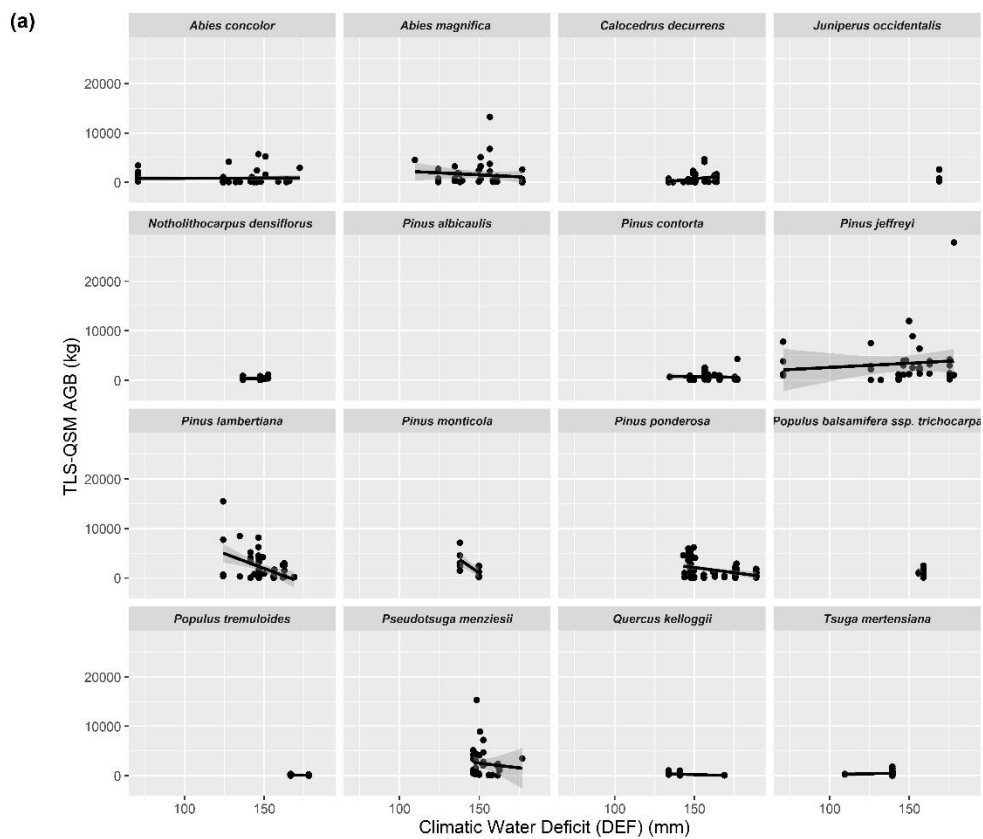 (a)
Abies concolor Abies magnifica Calocedrus decurrens Juniperus occidentalis
20000
10000
0
Notholithocarpus densiflorus Pinus albicaulis Pinus contorta Pinus jeffreyi
20000
10000
0
TLS-QSM AGB (kg)
Pinus lambertiana Pinus monticola Pinus ponderosa Populus balsamifera ssp. trichocarpa
20000
10000
0
Populus tremuloides Pseudotsuga menziesii Quercus kelloggii Tsuga mertensiana
20000
10000
0
100 150 100 150 100 150 100 150
Climatic Water Deficit (DEF) (mm)